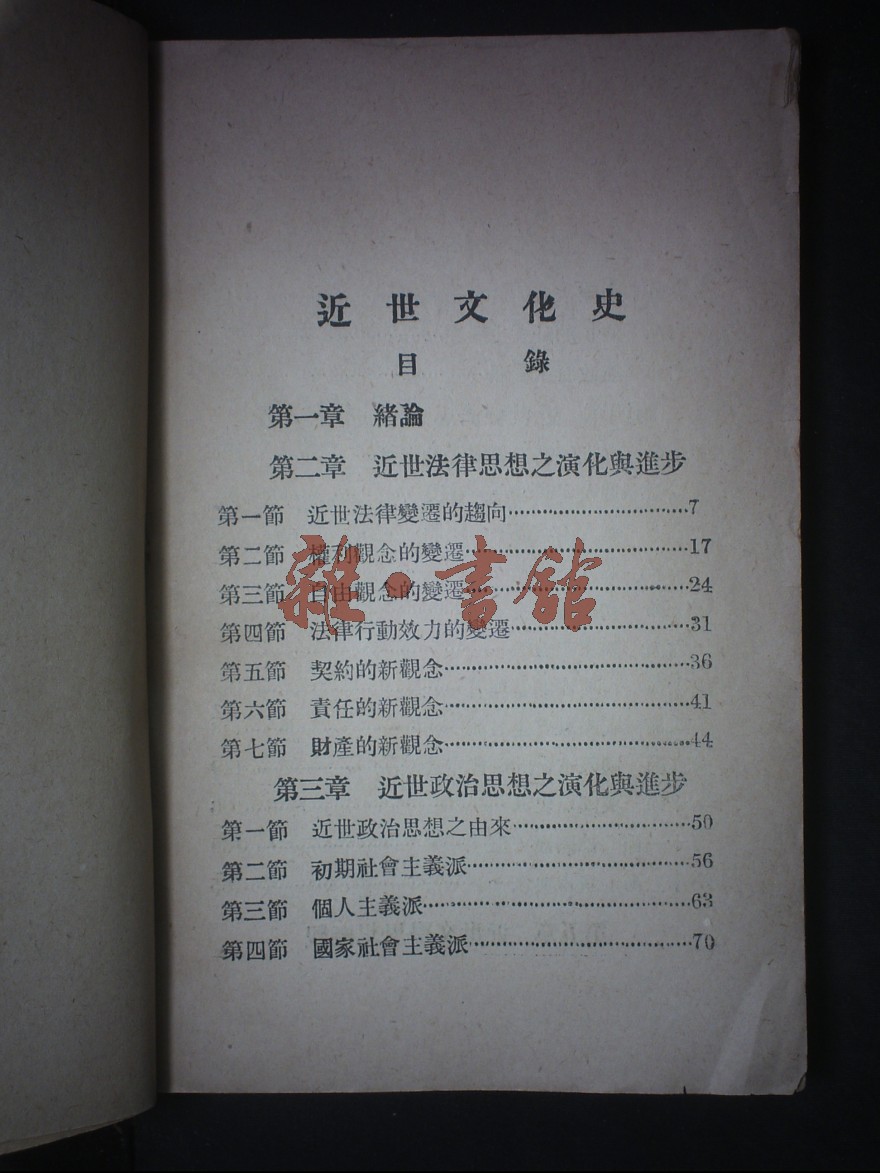 近世文化史
目錄
第一章 緒論
第二章 近世法律思想之演化與進步
第一節 近世法律變遷的趨向……7
第二節 權利觀念的變遷……17
第三節 自由觀念的變遷……24
雜·書館
第四節 法律行動效力的變遷……31
第五節 契約的新觀念……36
第六節 責任的新觀念……41
第七節 財產的新觀念……44
第三章 近世政治思想之演化與進步
第一節 近世政治思想之由來……50
第二節 初期社會主義派……56
第三節 個人主義派……63
第四節 國家社會主義派……70